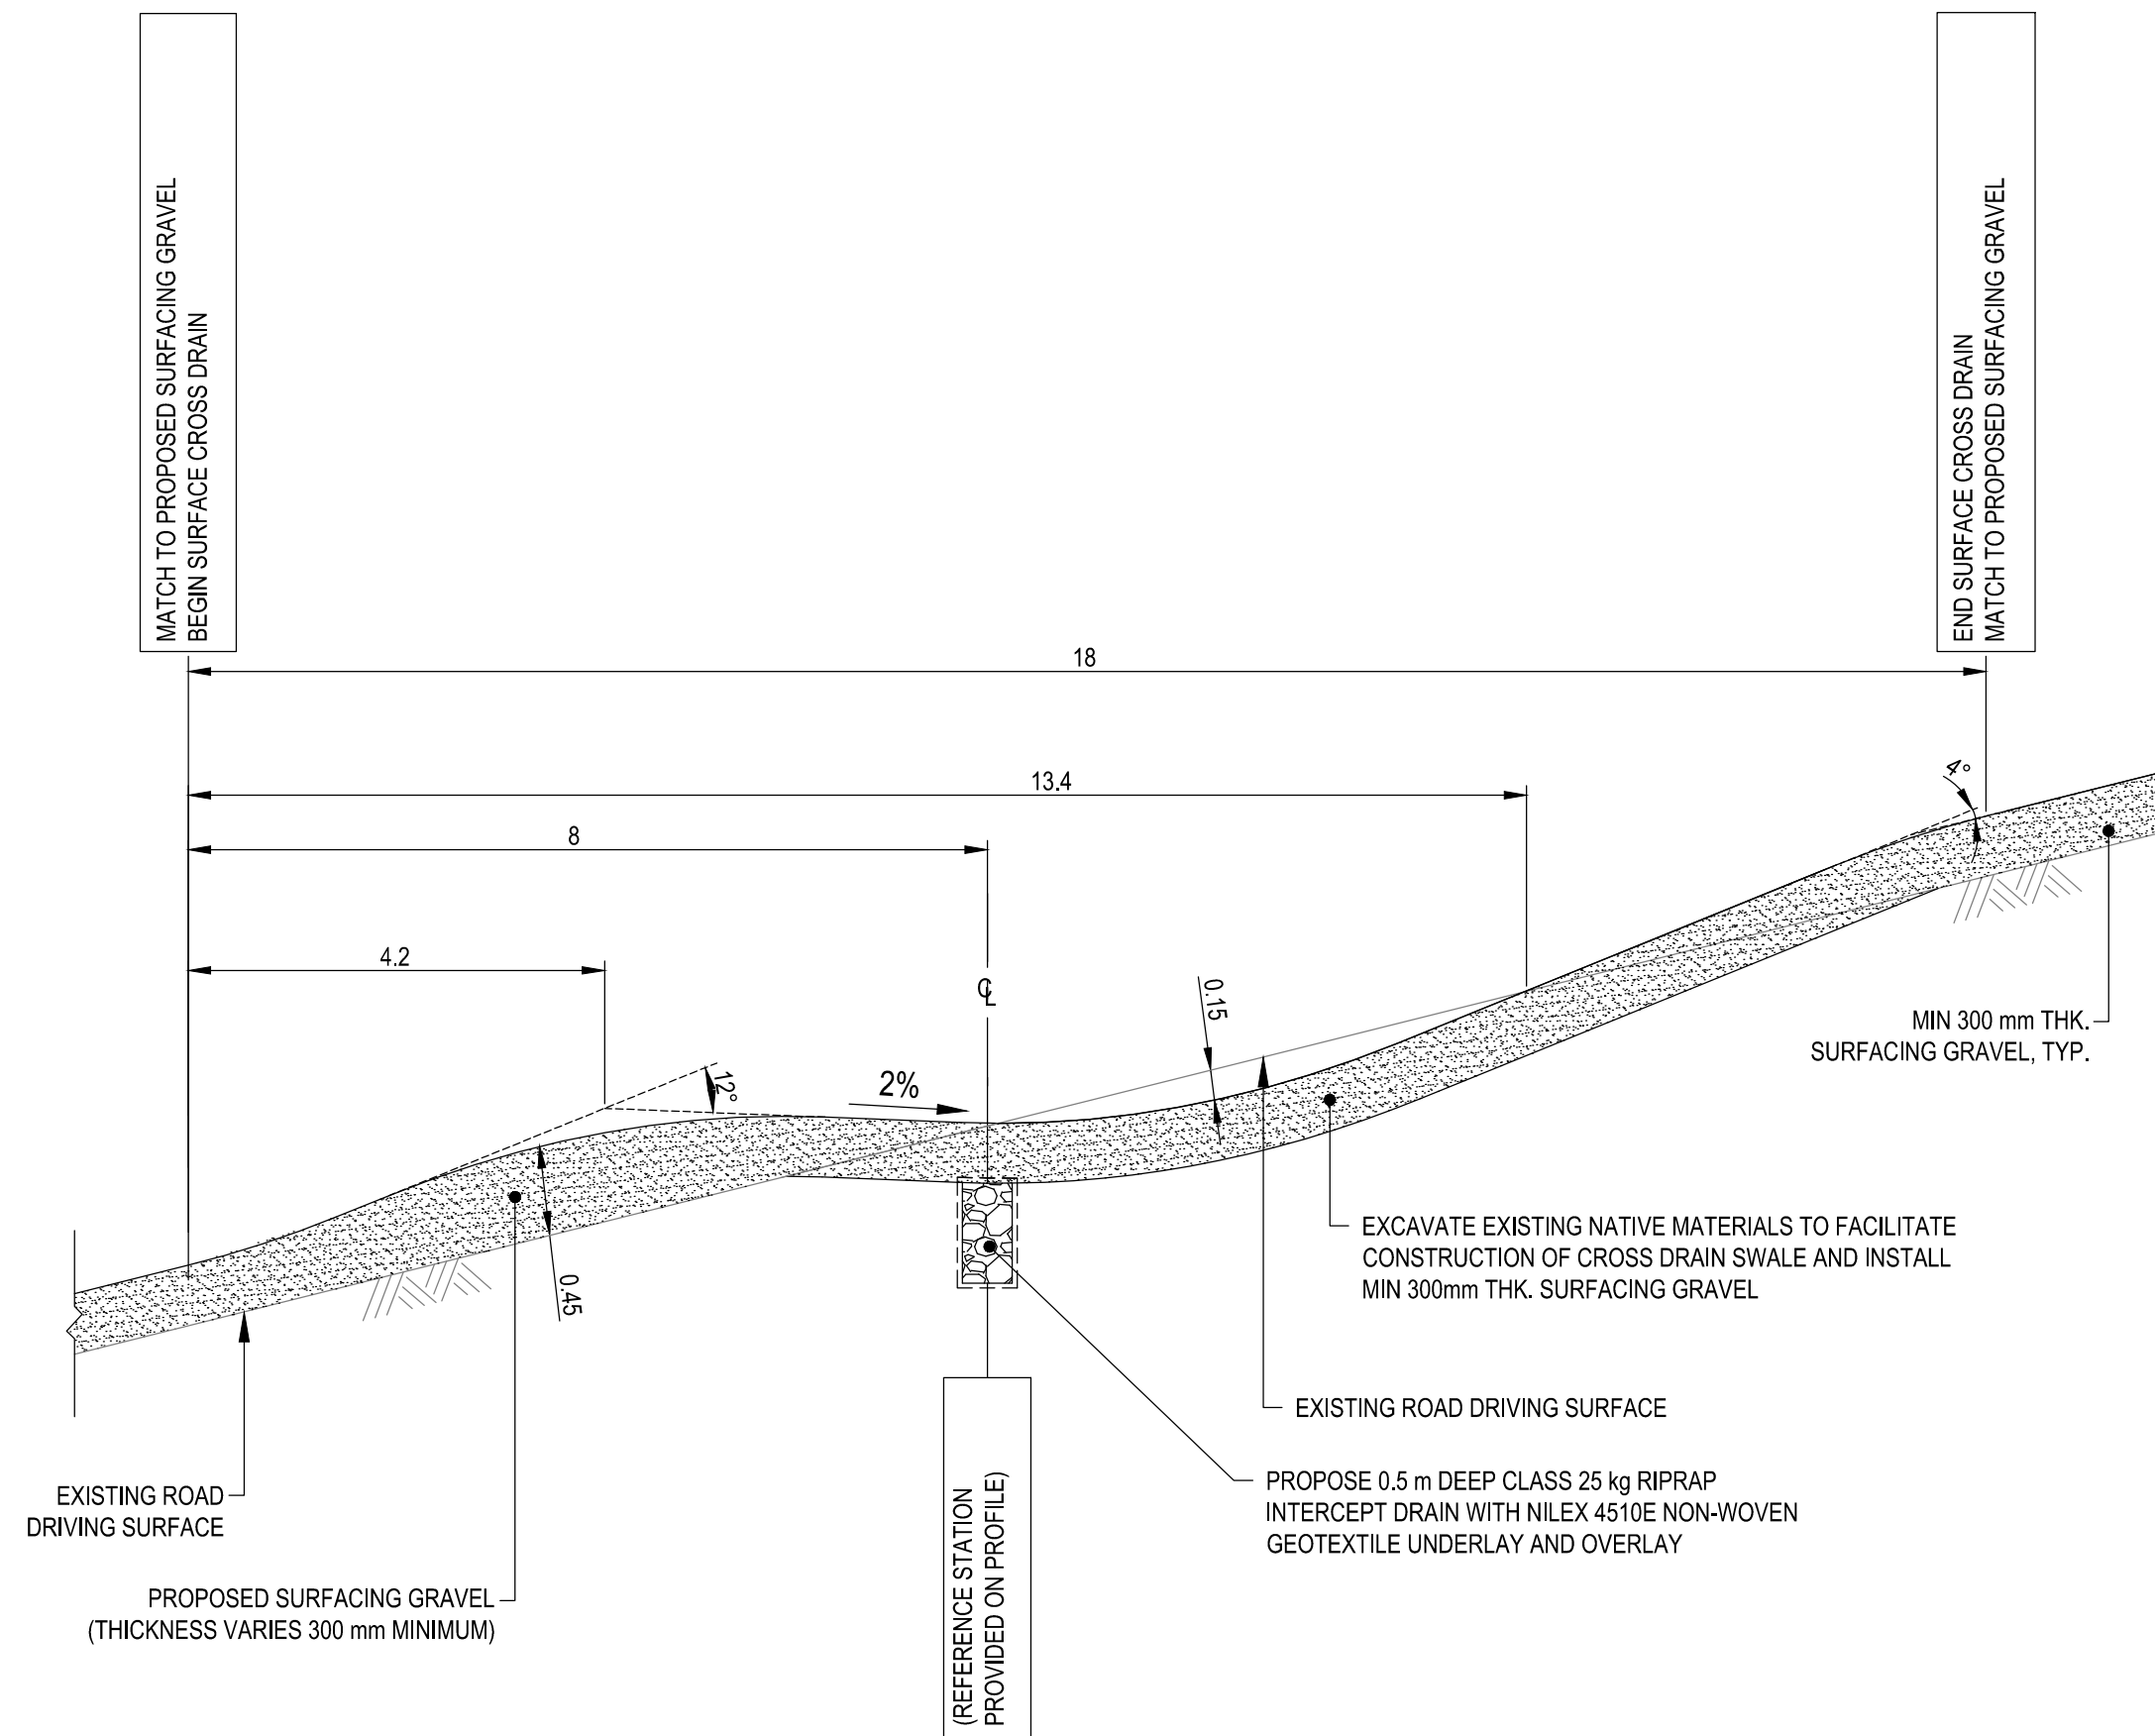 MATCH TO PROPOSED SURFACING GRAVEL
BEGIN SURFACE CROSS DRAIN
END SURFACE CROSS DRAIN
MATCH TO PROPOSED SURFACING GRAVEL
18
13.4
8
4.2
4°
12°
2%
℄
0.15
0.45
MIN 300 mm THK.
SURFACING GRAVEL, TYP.
EXCAVATE EXISTING NATIVE MATERIALS TO FACILITATE
CONSTRUCTION OF CROSS DRAIN SWALE AND INSTALL
MIN 300mm THK. SURFACING GRAVEL
EXISTING ROAD DRIVING SURFACE
PROPOSE 0.5 m DEEP CLASS 25 kg RIPRAP
INTERCEPT DRAIN WITH NILEX 4510E NON-WOVEN
GEOTEXTILE UNDERLAY AND OVERLAY
EXISTING ROAD
DRIVING SURFACE
PROPOSED SURFACING GRAVEL
(THICKNESS VARIES 300 mm MINIMUM)
(REFERENCE STATION
PROVIDED ON PROFILE)